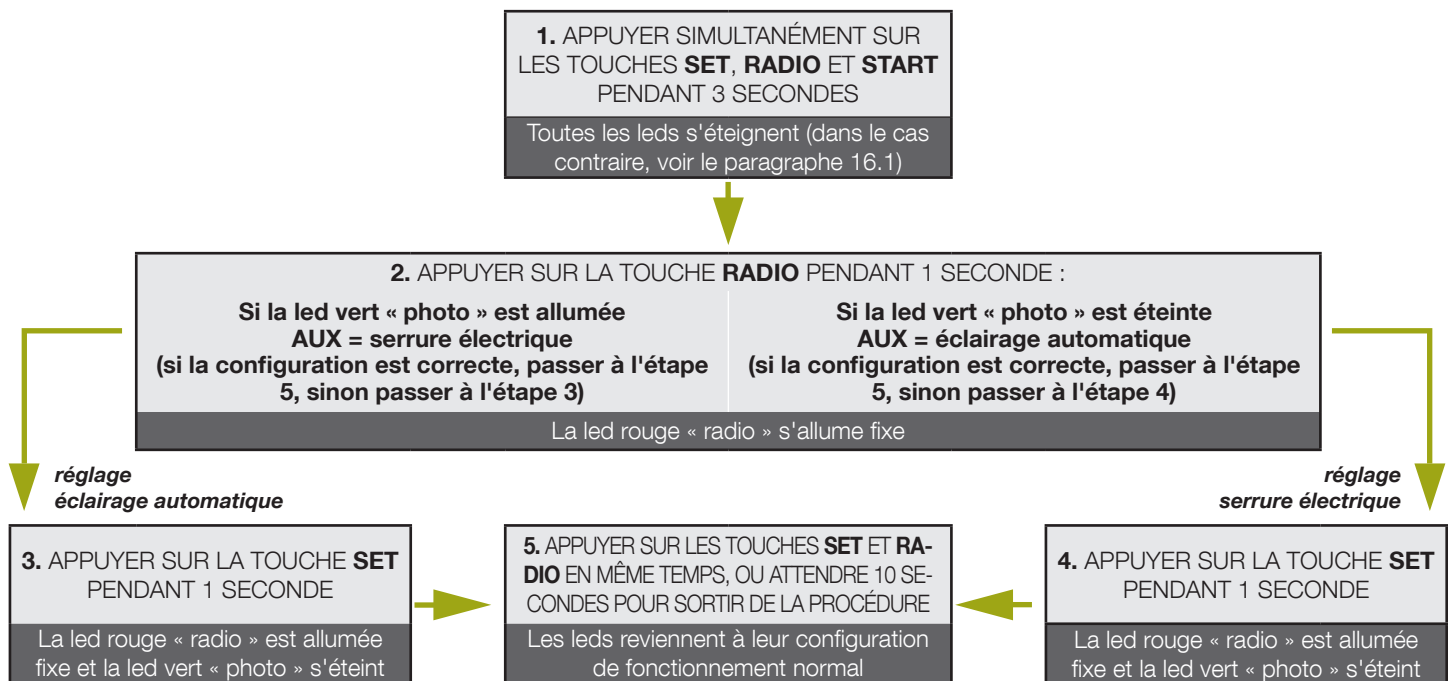 1. APPUYER SIMULTANÉMENT SUR
LES TOUCHES SET, RADIO ET START
PENDANT 3 SECONDES
Toutes les leds s'éteignent (dans le cas
contraire, voir le paragraphe 16.1)
2. APPUYER SUR LA TOUCHE RADIO PENDANT 1 SECONDE :
Si la led vert « photo » est allumée
AUX = serrure électrique
(si la configuration est correcte, passer à l'étape
5, sinon passer à l'étape 3)
Si la led vert « photo » est éteinte
AUX = éclairage automatique
(si la configuration est correcte, passer à l'étape
5, sinon passer à l'étape 4)
La led rouge « radio » s'allume fixe
réglage
éclairage automatique
réglage
serrure électrique
3. APPUYER SUR LA TOUCHE SET
PENDANT 1 SECONDE
La led rouge « radio » est allumée
fixe et la led vert « photo » s'éteint
5. APPUYER SUR LES TOUCHES SET ET RA-
DIO EN MÊME TEMPS, OU ATTENDRE 10 SE-
CONDES POUR SORTIR DE LA PROCÉDURE
Les leds reviennent à leur configuration
de fonctionnement normal
4. APPUYER SUR LA TOUCHE SET
PENDANT 1 SECONDE
La led rouge « radio » est allumée
fixe et la led vert « photo » s'éteint